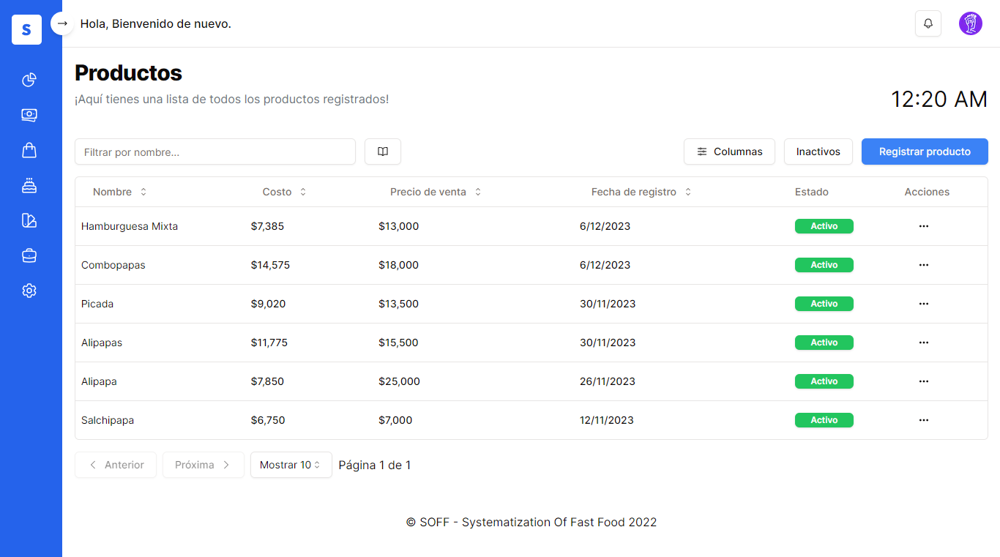 S
Hola, Bienvenido de nuevo.
Productos
¡Aquí tienes una lista de todos los productos registrados!
12:20 AM
Filtrar por nombre...
Columnas
Inactivos
Registrar producto
Nombre Costo Precio de venta Fecha de registro Estado Acciones
Hamburguesa Mixta $7,385 $13,000 6/12/2023 Activo
Combopapas $14,575 $18,000 6/12/2023 Activo
Picada $9,020 $13,500 30/11/2023 Activo
Alipapas $11,775 $15,500 30/11/2023 Activo
Alipapa $7,850 $25,000 26/11/2023 Activo
Salchipapa $6,750 $7,000 12/11/2023 Activo
Anterior Próxima Mostrar 10 Página 1 de 1
© SOFF - Systematization Of Fast Food 2022